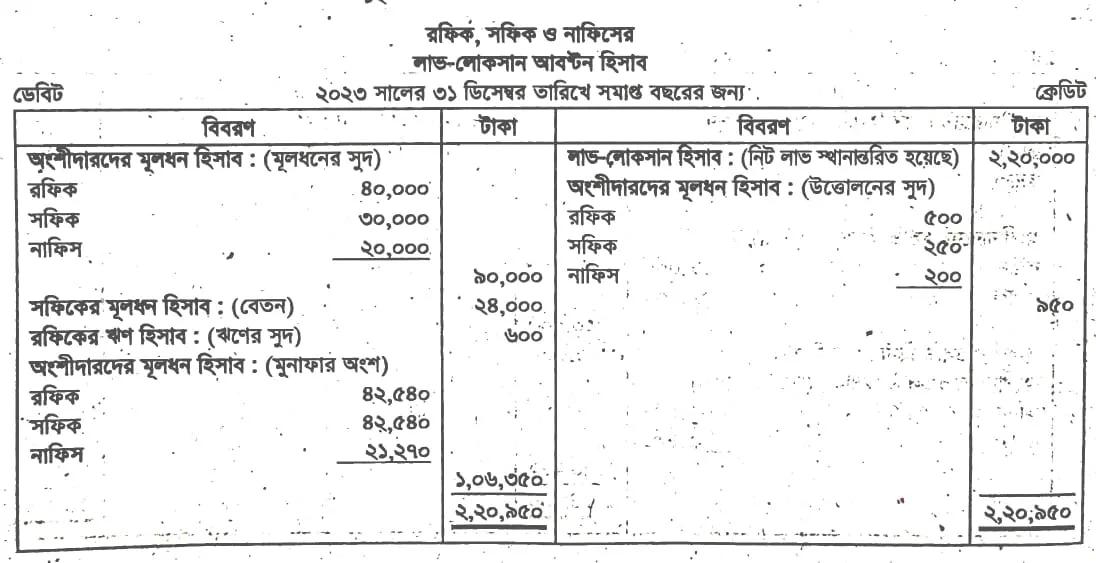 রফিক, সফিক ও নাফিসের
লাভ-লোকসান আবণ্টন হিসাব
ডেবিট ২০২৩ সালের ৩১ ডিসেম্বর তারিখে সমাপ্ত বছরের জন্য ক্রেডিট
বিবরণ টাকা বিবরণ টাকা
অংশীদারদের মূলধন হিসাব : (মূলধনের সুদ) লাভ-লোকসান হিসাব : (নিট লাভ স্থানান্তরিত হয়েছে) ২,২০,০০০
রফিক ৪০,০০০ অংশীদারদের মূলধন হিসাব : (উত্তোলনের সুদ)
সফিক ৩০,০০০ রফিক ৫০০
নাফিস ২০,০০০ সফিক ২৫০
৯০,০০০ নাফিস ২০০
সফিকের মূলধন হিসাব : (বেতন) ২৪,০০০ ৯৫০
রফিকের ঋণ হিসাব : (ঋণের সুদ) ৬০০
অংশীদারদের মূলধন হিসাব : (মুনাফার অংশ)
রফিক ৪২,৫৪০
সফিক ৪২,৫৪০
নাফিস ২১,২৭০
১,০৬,৩৫০
২,২০,৯৫০ ২,২০,৯৫০